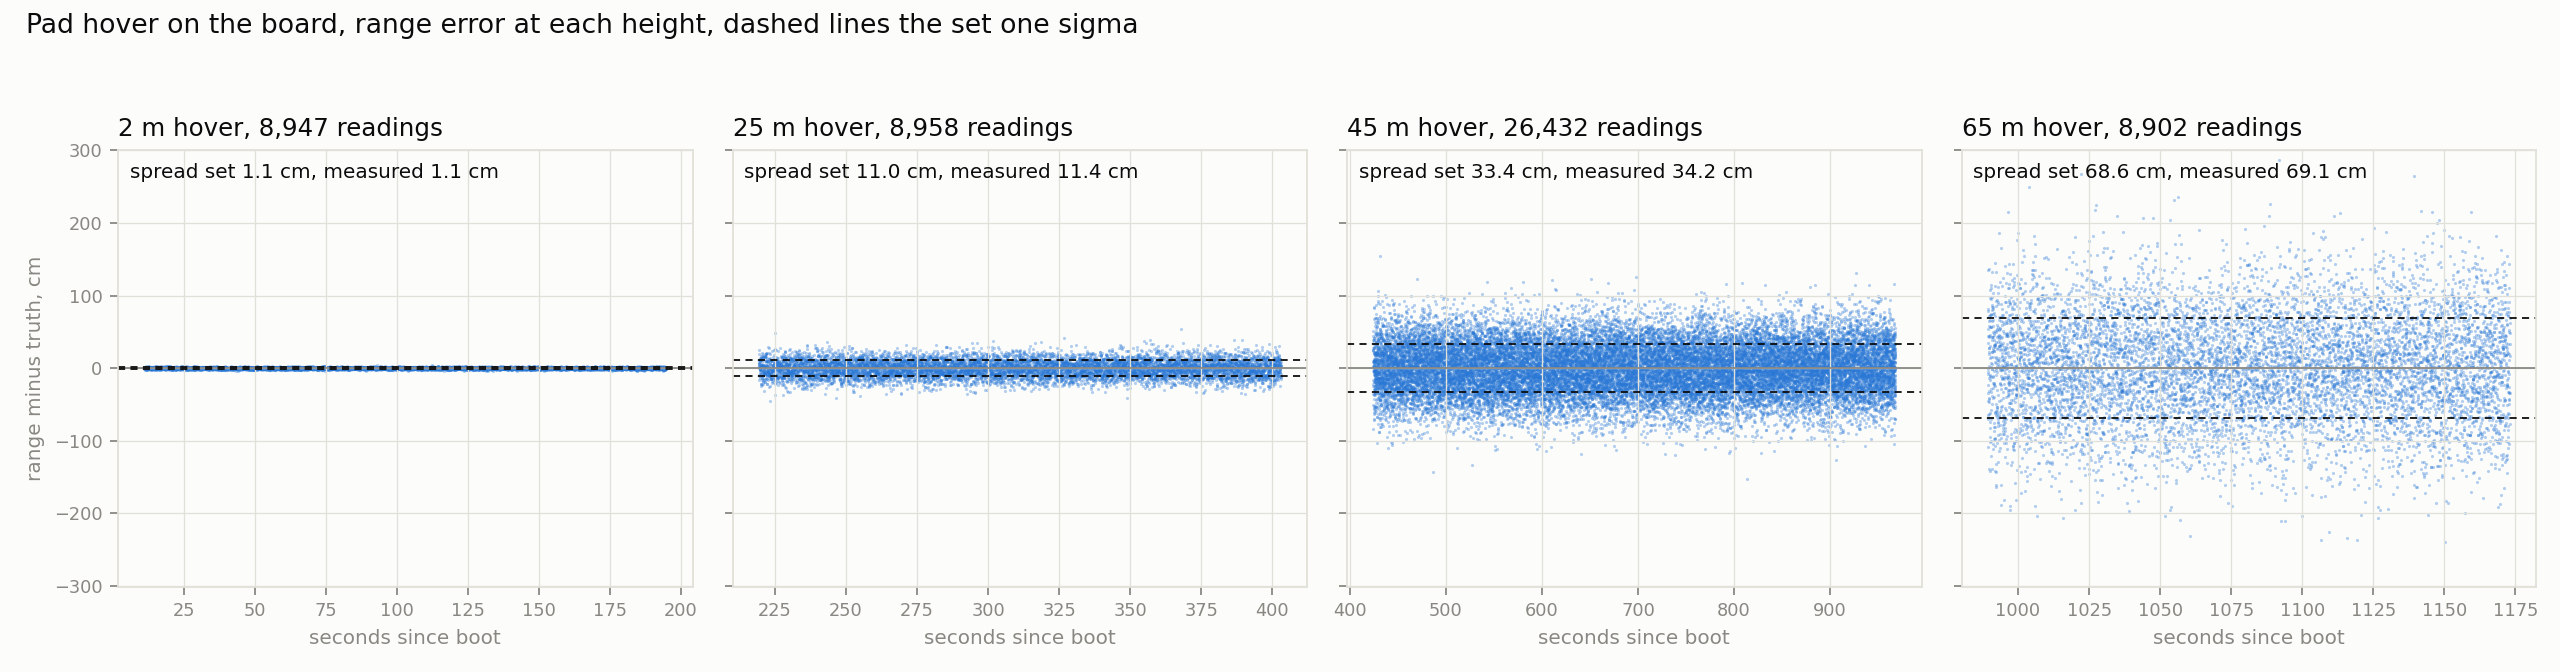 Pad hover on the board, range error at each height, dashed lines the set one sigma
2 m hover, 8,947 readings
spread set 1.1 cm, measured 1.1 cm
range minus truth, cm
300
200
100
0
−100
−200
−300
25 50 75 100 125 150 175 200
seconds since boot
25 m hover, 8,958 readings
spread set 11.0 cm, measured 11.4 cm
225 250 275 300 325 350 375 400
seconds since boot
45 m hover, 26,432 readings
spread set 33.4 cm, measured 34.2 cm
400 500 600 700 800 900
seconds since boot
65 m hover, 8,902 readings
spread set 68.6 cm, measured 69.1 cm
1000 1025 1050 1075 1100 1125 1150 1175
seconds since boot